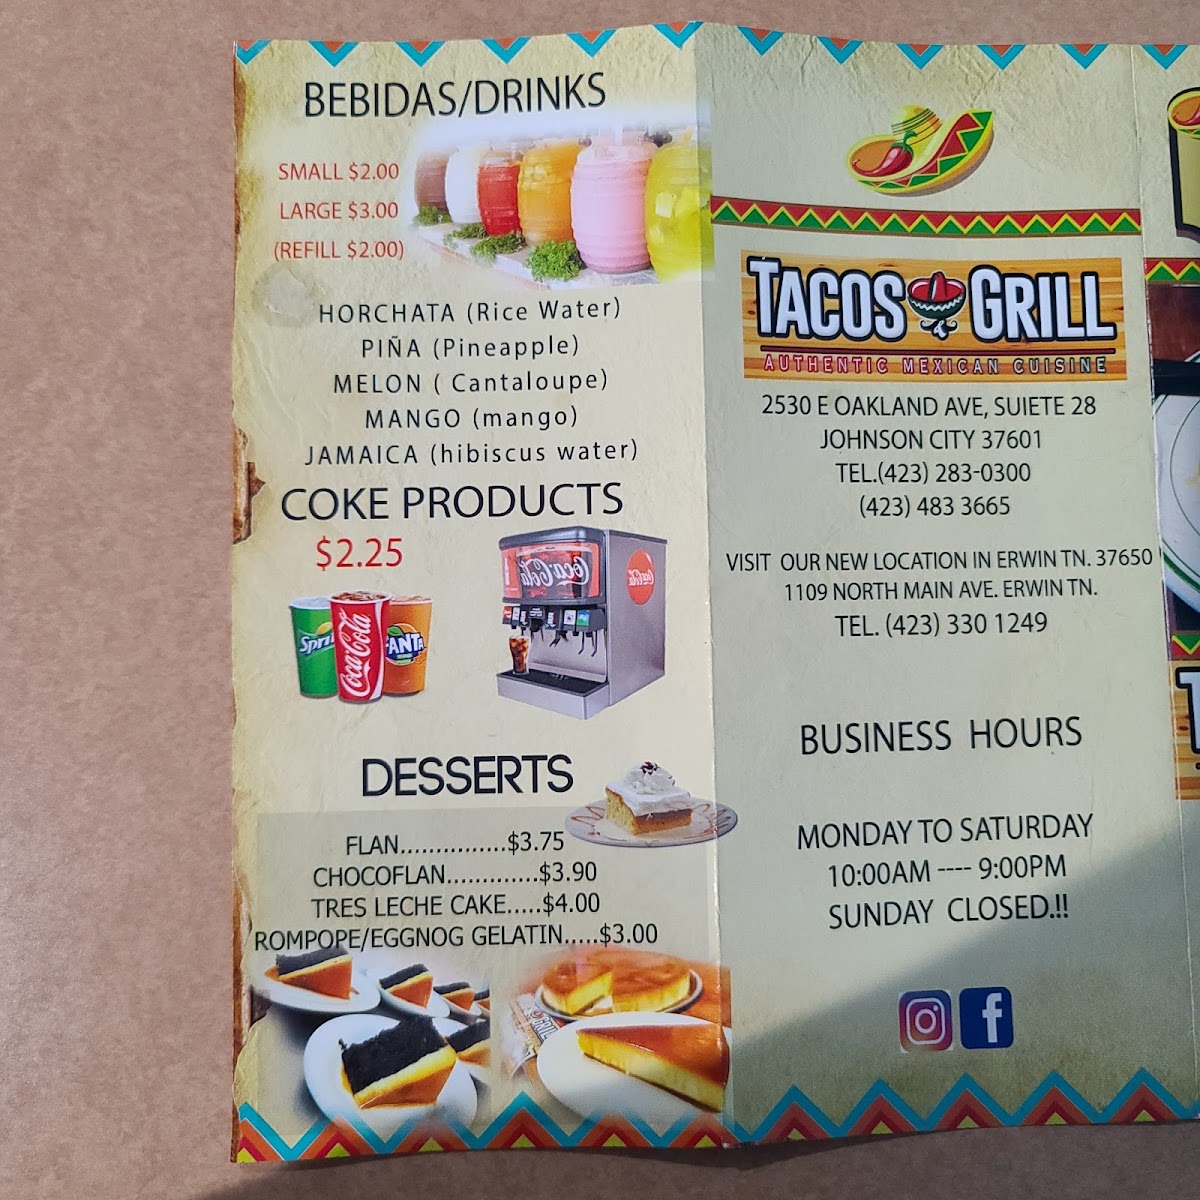 BEBIDAS/DRINKS
SMALL $2.00
LARGE $3.00
(REFILL $2.00)
HORCHATA (Rice Water)
PIÑA (Pineapple)
MELON ( Cantaloupe)
MANGO (mango)
JAMAICA (hibiscus water)
COKE PRODUCTS
$2.25
Coca-Cola
Coca-Cola
FANTA
DESSERTS
FLAN...............$3.75
CHOCOFLAN.............$3.90
TRES LECHE CAKE.....$4.00
ROMPOPE/EGGNOG GELATIN.....$3.00
TACOS GRILL
AUTHENTIC MEXICAN CUISINE
2530 E OAKLAND AVE, SUIETE 28
JOHNSON CITY 37601
TEL.(423) 283-0300
(423) 483 3665
VISIT OUR NEW LOCATION IN ERWIN TN. 37650
1109 NORTH MAIN AVE. ERWIN TN.
TEL. (423) 330 1249
BUSINESS HOURS
MONDAY TO SATURDAY
10:00AM ---- 9:00PM
SUNDAY CLOSED.!!